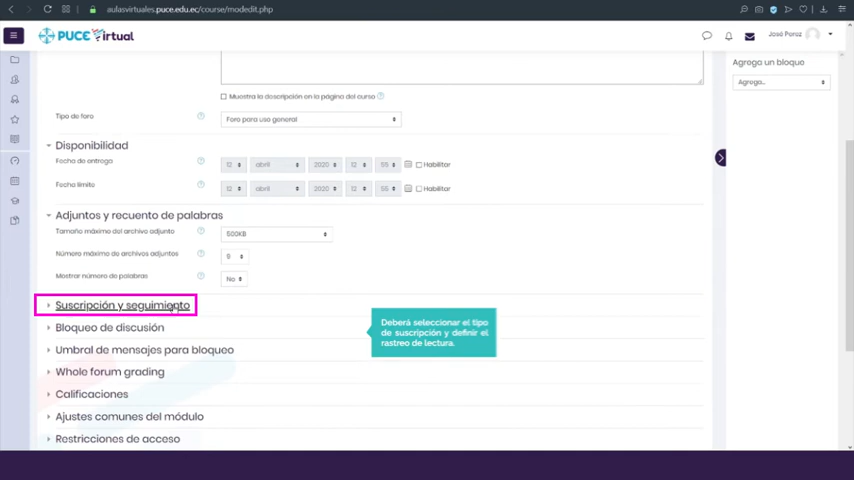 aulasvirtuales.puce.edu.ec/course/modedit.php
PUCE Virtual
José Perez
Agrega un bloque
Agrega...
Muestra la descripción en la página del curso
Tipo de foro
Foro para uso general
Disponibilidad
Fecha de entrega
12 abril 2020 12 55 Habilitar
Fecha límite
12 abril 2020 12 55 Habilitar
Adjuntos y recuento de palabras
Tamaño máximo del archivo adjunto
500KB
Número máximo de archivos adjuntos
9
Mostrar número de palabras
No
Suscripción y seguimiento
Deberá seleccionar el tipo
de suscripción y definir el
rastreo de lectura.
Bloqueo de discusión
Umbral de mensajes para bloqueo
Whole forum grading
Calificaciones
Ajustes comunes del módulo
Restricciones de acceso